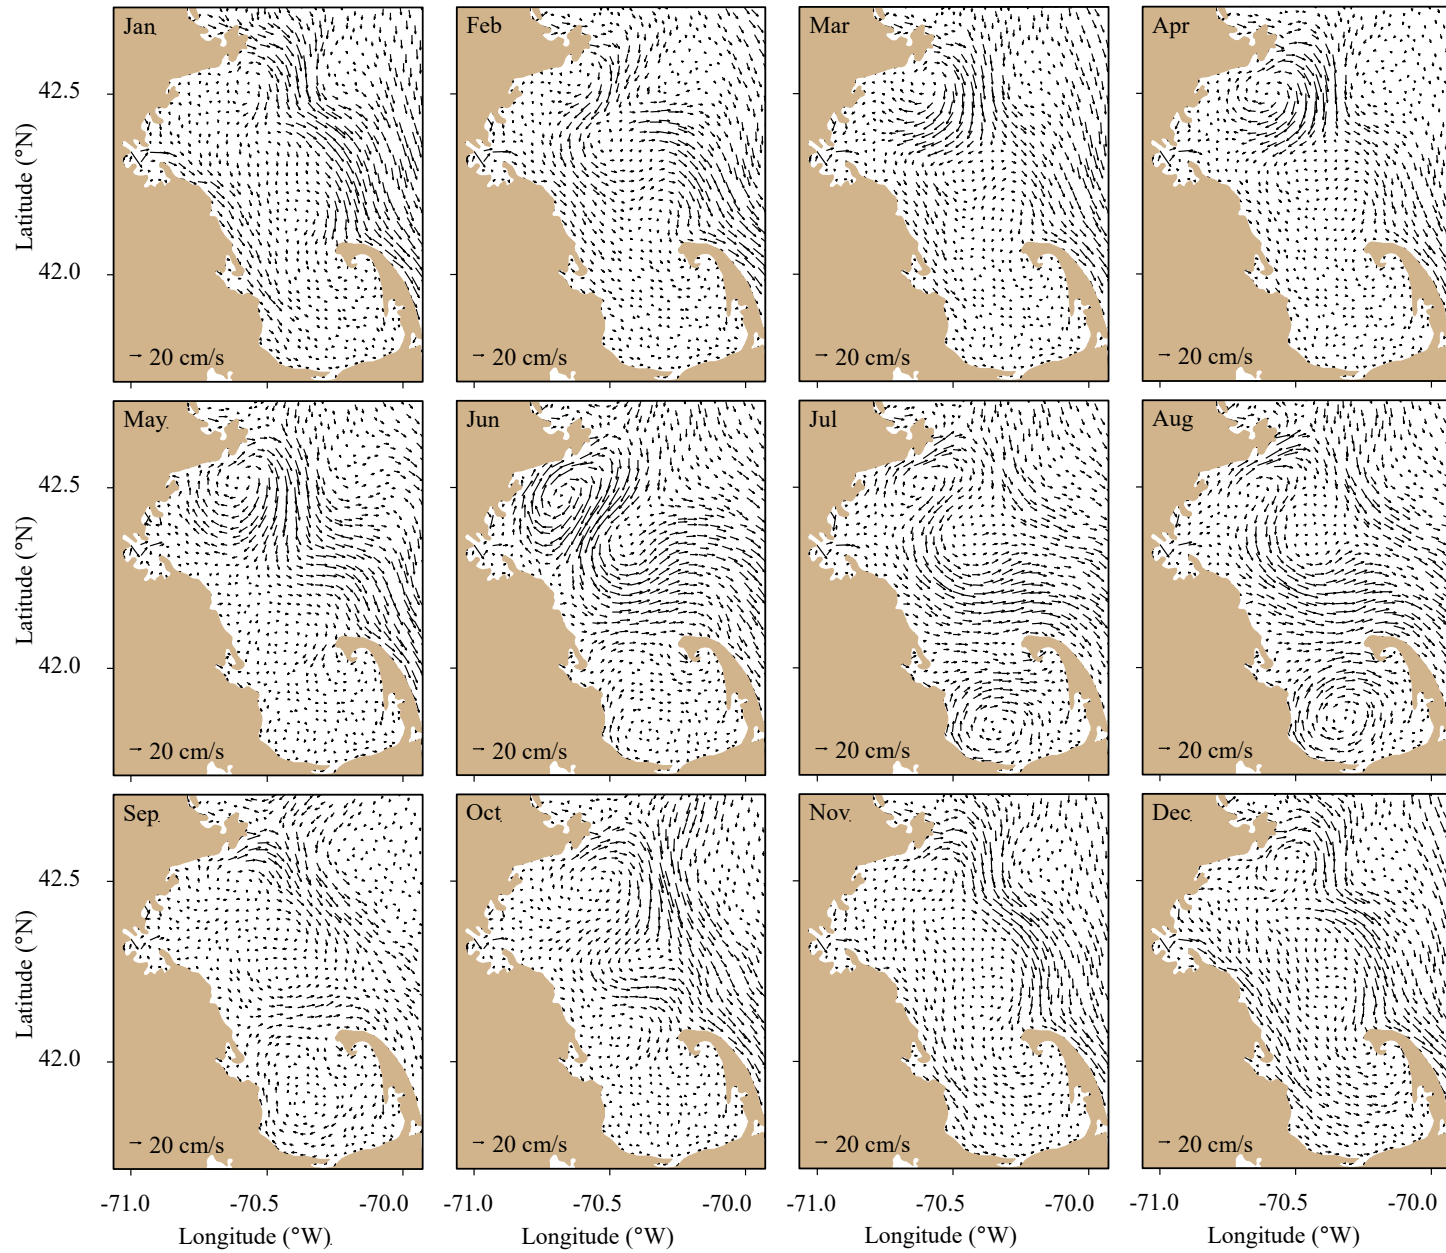 Jan.
Feb
Mar
Apr
Latitude (°N)
42.5
42.0
20 cm/s
20 cm/s
20 cm/s
20 cm/s
May.
Jun
Jul
Aug
Latitude (°N)
42.5
42.0
20 cm/s
20 cm/s
20 cm/s
20 cm/s
Sep.
Oct.
Nov.
Dec.
Latitude (°N)
42.5
42.0
20 cm/s
20 cm/s
20 cm/s
20 cm/s
-71.0 -70.5 -70.0
-71.0 -70.5 -70.0
-71.0 -70.5 -70.0
-71.0 -70.5 -70.0
Longitude (°W).
Longitude (°W)
Longitude (°W)
Longitude (°W)